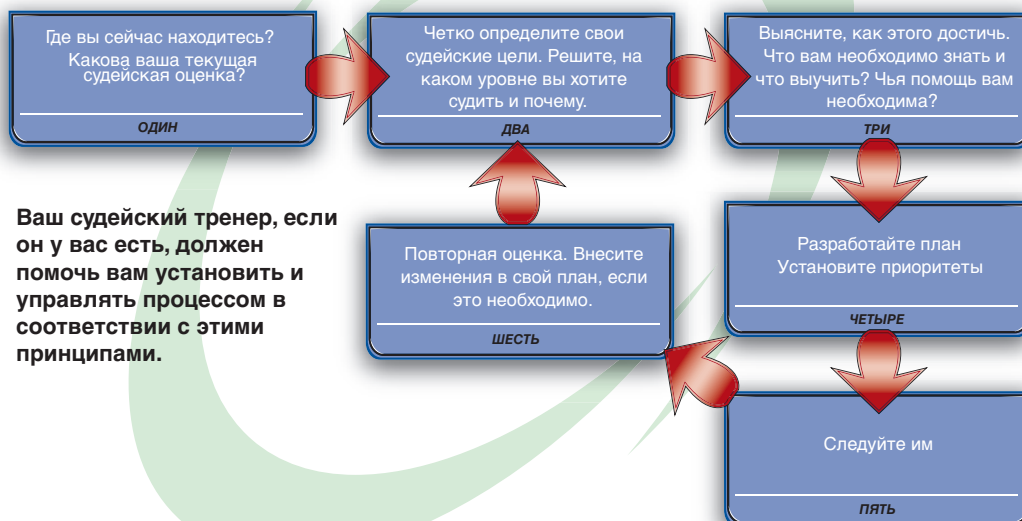 Где вы сейчас находитесь?
Какова ваша текущая
судейская оценка?
ОДИН
Четко определите свои
судейские цели. Решите, на
каком уровне вы хотите
судить и почему.
ДВА
Выясните, как этого достичь.
Что вам необходимо знать и
что выучить? Чья помощь вам
необходима?
ТРИ
Разработайте план
Установите приоритеты
ЧЕТЫРЕ
Следуйте им
ПЯТЬ
Повторная оценка. Внесите
изменения в свой план, если
это необходимо.
ШЕСТЬ
Ваш судейский тренер, если
он у вас есть, должен
помочь вам установить и
управлять процессом в
соответствии с этими
принципами.